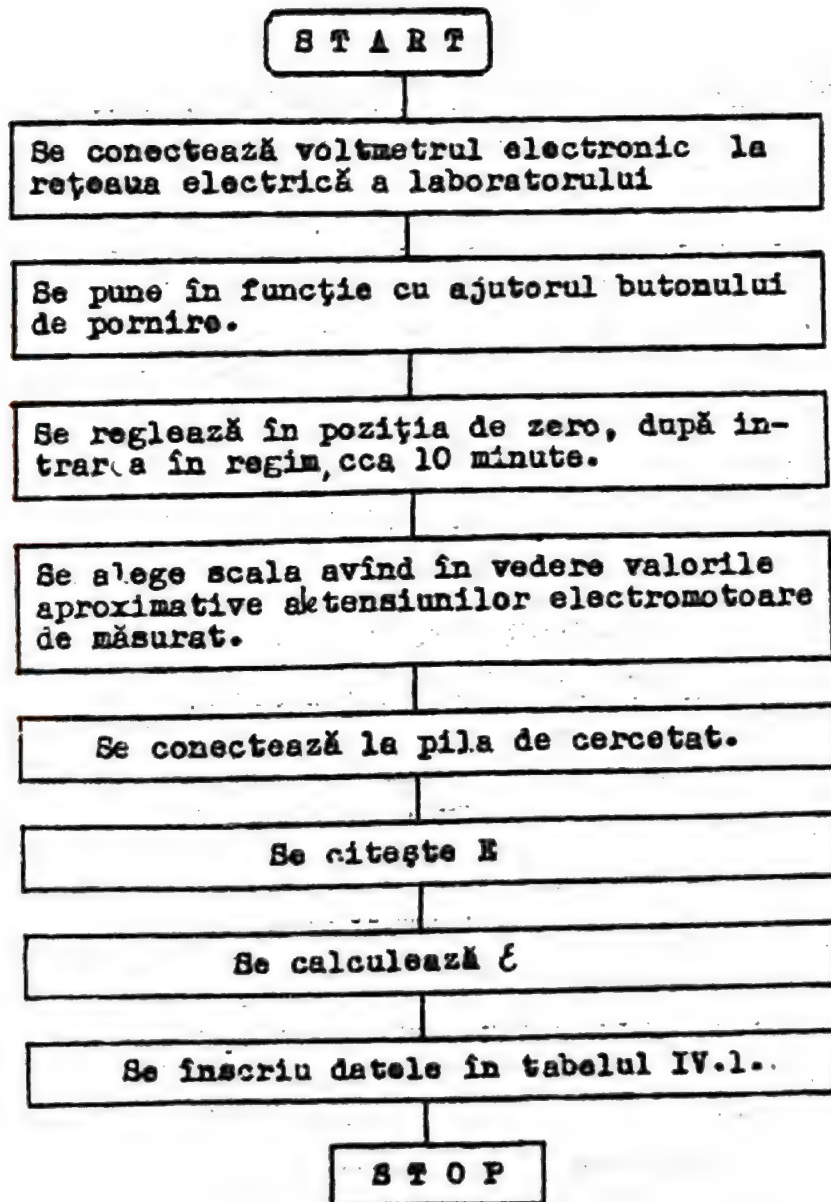 S T A R T
Se conectează voltmetrul electronic la
rețeaua electrică a laboratorului
Se pune în funcție cu ajutorul butonului
de pornire.
Se reglează în poziția de zero, după in-
trarea în regim, cca 10 minute.
Se alege scala avînd în vedere valorile
aproximative ale tensiunilor electromotoare
de măsurat.
Se conectează la pila de cercetat.
Se citește E
Se calculează ℰ
Se înscriu datele în tabelul IV.1.
S T O P